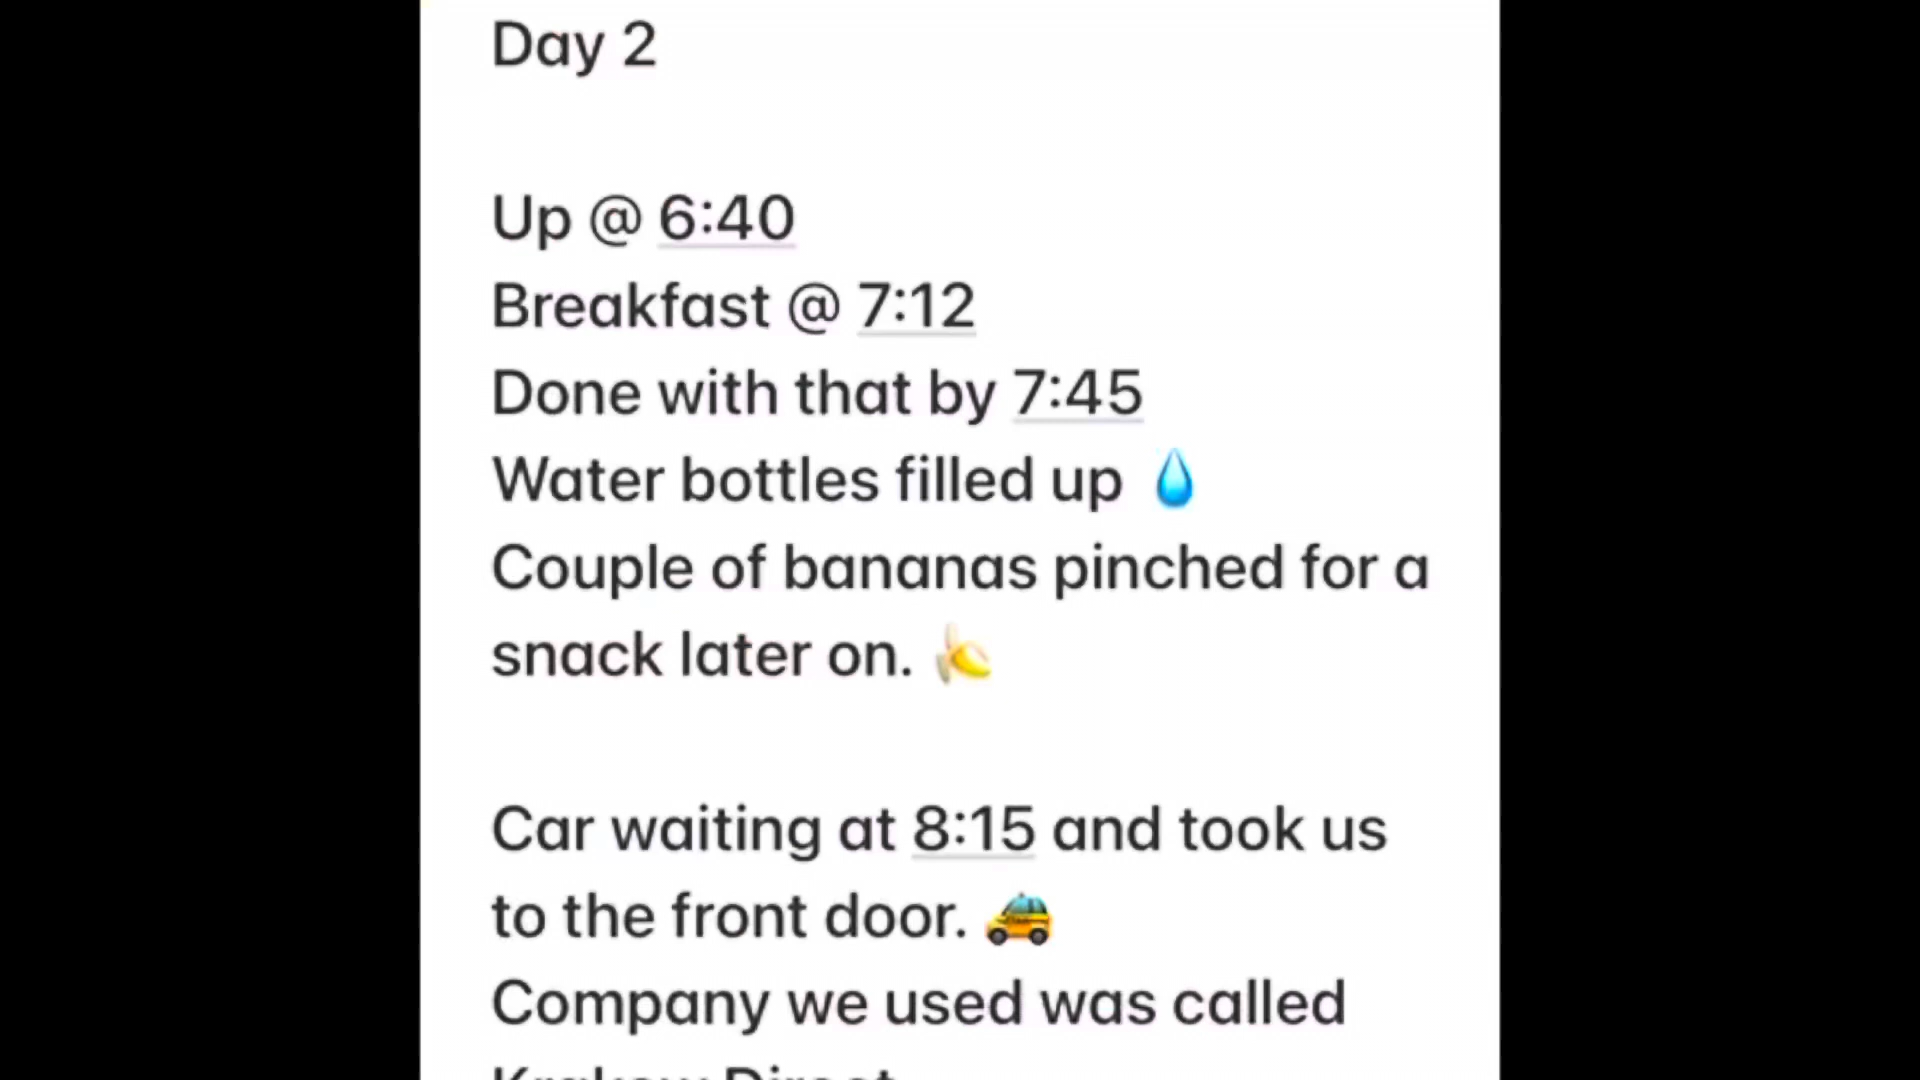 Day 2
Up @ 6:40
Breakfast @ 7:12
Done with that by 7:45
Water bottles filled up 💧
Couple of bananas pinched for a
snack later on. 🍌
Car waiting at 8:15 and took us
to the front door. 🚕
Company we used was called
Krakow Direct